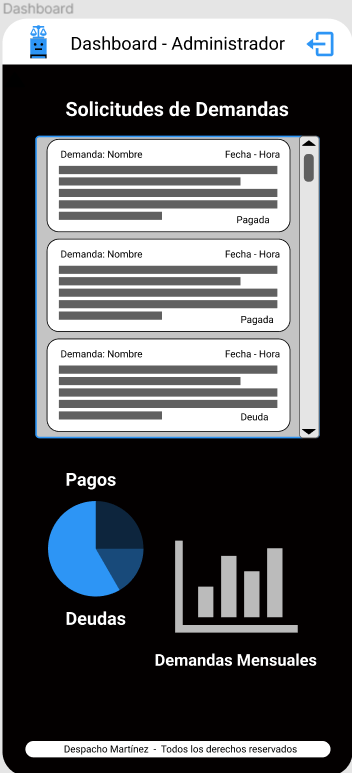 Dashboard
Dashboard - Administrador
Solicitudes de Demandas
Demanda: Nombre Fecha - Hora
Pagada
Demanda: Nombre Fecha - Hora
Pagada
Demanda: Nombre Fecha - Hora
Deuda
Pagos
Deudas
Demandas Mensuales
Despacho Martínez - Todos los derechos reservados